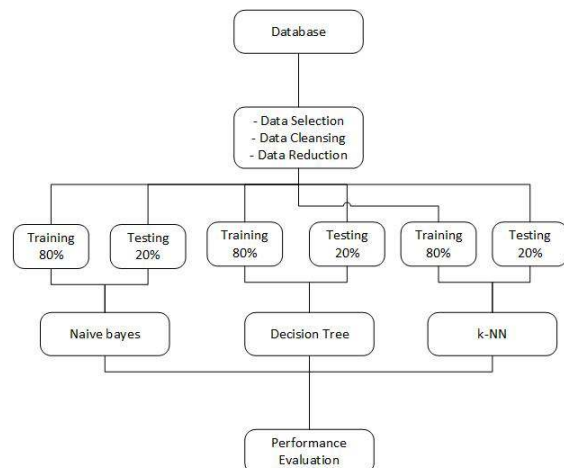 Database
- Data Selection
- Data Cleansing
- Data Reduction
Training
80%
Testing
20%
Training
80%
Testing
20%
Training
80%
Testing
20%
Naive bayes
Decision Tree
k-NN
Performance
Evaluation